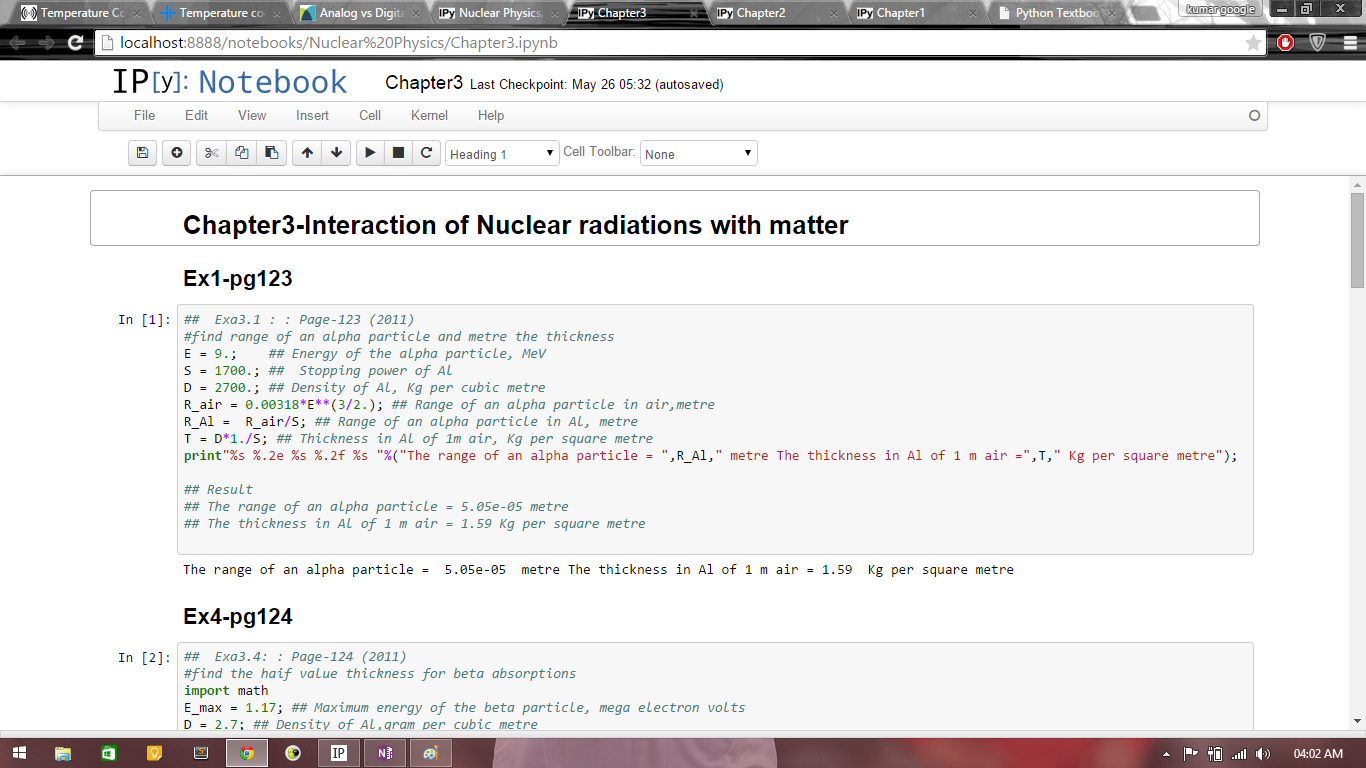 Temperature Co
Temperature co
Analog vs Digit
IPy Nuclear Physics
IPy Chapter3
IPy Chapter2
IPy Chapter1
Python Textboo
kumar google
localhost:8888/notebooks/Nuclear%20Physics/Chapter3.ipynb
IP[y]: Notebook
Chapter3 Last Checkpoint: May 26 05:32 (autosaved)
File Edit View Insert Cell Kernel Help
Heading 1 Cell Toolbar: None
Chapter3-Interaction of Nuclear radiations with matter
Ex1-pg123
In [1]: ##  Exa3.1 : : Page-123 (2011)
#find range of an alpha particle and metre the thickness
E = 9.;    ## Energy of the alpha particle, MeV
S = 1700.; ##  Stopping power of Al
D = 2700.; ## Density of Al, Kg per cubic metre
R_air = 0.00318*E**(3/2.); ## Range of an alpha particle in air,metre
R_Al =  R_air/S; ## Range of an alpha particle in Al, metre
T = D*1./S; ## Thickness in Al of 1m air, Kg per square metre
print"%s %.2e %s %.2f %s "%("The range of an alpha particle = ",R_Al," metre The thickness in Al of 1 m air =",T," Kg per square metre");
## Result
## The range of an alpha particle = 5.05e-05 metre
## The thickness in Al of 1 m air = 1.59 Kg per square metre
The range of an alpha particle =  5.05e-05  metre The thickness in Al of 1 m air = 1.59  Kg per square metre
Ex4-pg124
In [2]: ##  Exa3.4: : Page-124 (2011)
#find the haif value thickness for beta absorptions
import math
E_max = 1.17; ## Maximum energy of the beta particle, mega electron volts
D = 2.7; ## Density of Al,gram per cubic metre
IP
04:02 AM